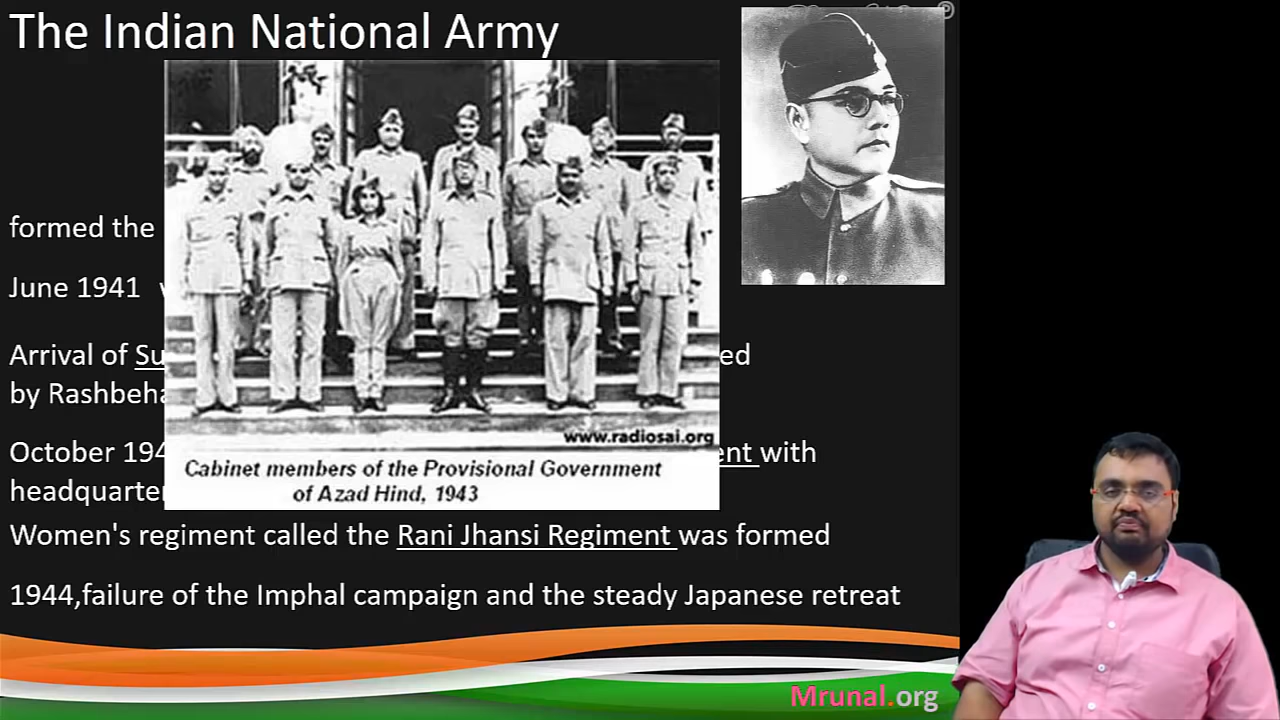 The Indian National Army
formed the
June 1941
Arrival of Su ed
by Rashbeha
October 194 ent with
headquarter
www.radiosai.org
Cabinet members of the Provisional Government
of Azad Hind, 1943
Women's regiment called the Rani Jhansi Regiment was formed
1944,failure of the Imphal campaign and the steady Japanese retreat
Mrunal.org